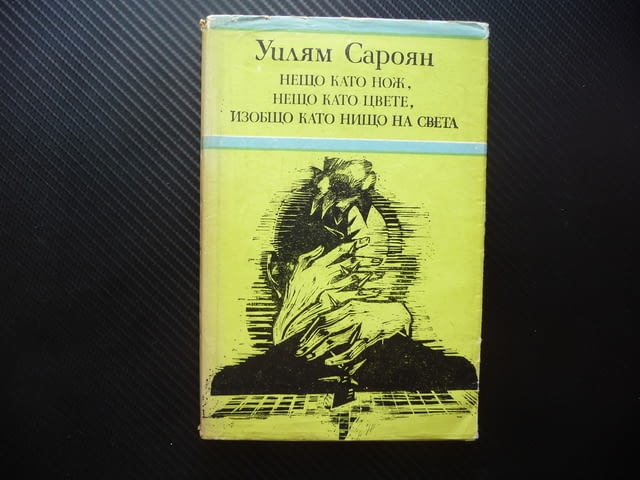 Уилям Сароян
НЕЩО КАТО НОЖ,
НЕЩО КАТО ЦВЕТЕ,
ИЗОБЩО КАТО НИЩО НА СВЕТА